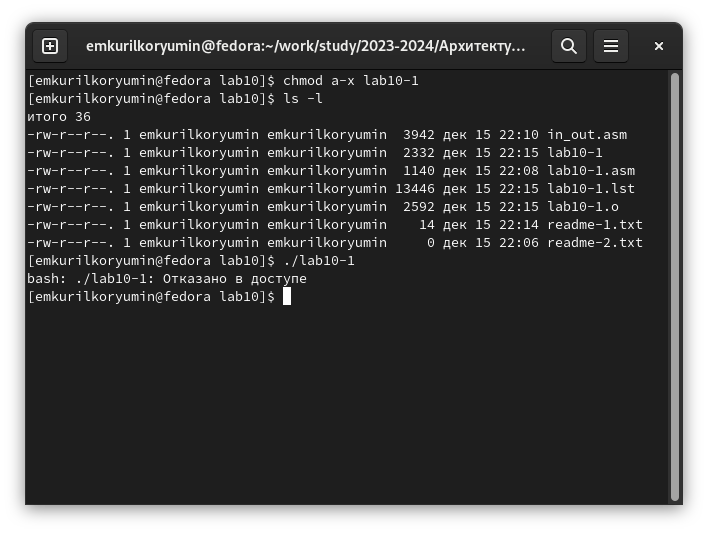 emkurilkoryumin@fedora:~/work/study/2023-2024/Архитекту...
[emkurilkoryumin@fedora lab10]$ chmod a-x lab10-1
[emkurilkoryumin@fedora lab10]$ ls -l
итого 36
-rw-r--r--. 1 emkurilkoryumin emkurilkoryumin  3942 дек 15 22:10 in_out.asm
-rw-r--r--. 1 emkurilkoryumin emkurilkoryumin  2332 дек 15 22:15 lab10-1
-rw-r--r--. 1 emkurilkoryumin emkurilkoryumin  1140 дек 15 22:08 lab10-1.asm
-rw-r--r--. 1 emkurilkoryumin emkurilkoryumin 13446 дек 15 22:15 lab10-1.lst
-rw-r--r--. 1 emkurilkoryumin emkurilkoryumin  2592 дек 15 22:15 lab10-1.o
-rw-r--r--. 1 emkurilkoryumin emkurilkoryumin    14 дек 15 22:14 readme-1.txt
-rw-r--r--. 1 emkurilkoryumin emkurilkoryumin     0 дек 15 22:06 readme-2.txt
[emkurilkoryumin@fedora lab10]$ ./lab10-1
bash: ./lab10-1: Отказано в доступе
[emkurilkoryumin@fedora lab10]$